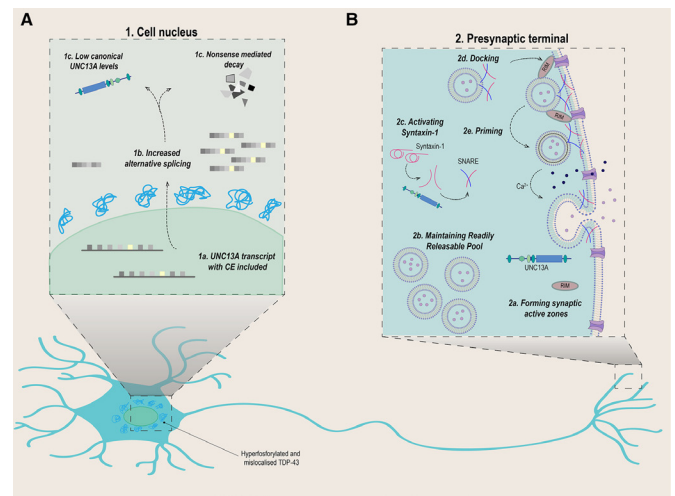 A
1. Cell nucleus
1c. Low canonical
UNC13A levels
1c. Nonsense mediated
decay
1b. Increased
alternative splicing
1a. UNC13A transcript
with CE included
B
2. Presynaptic terminal
2d. Docking
RIM
2c. Activating
Syntaxin-1
2e. Priming
RIM
Syntaxin-1
SNARE
Ca²⁺
2b. Maintaining Readily
Releasable Pool
UNC13A
RIM
2a. Forming synaptic
active zones
Hyperfosforylated and
mislocalised TDP-43